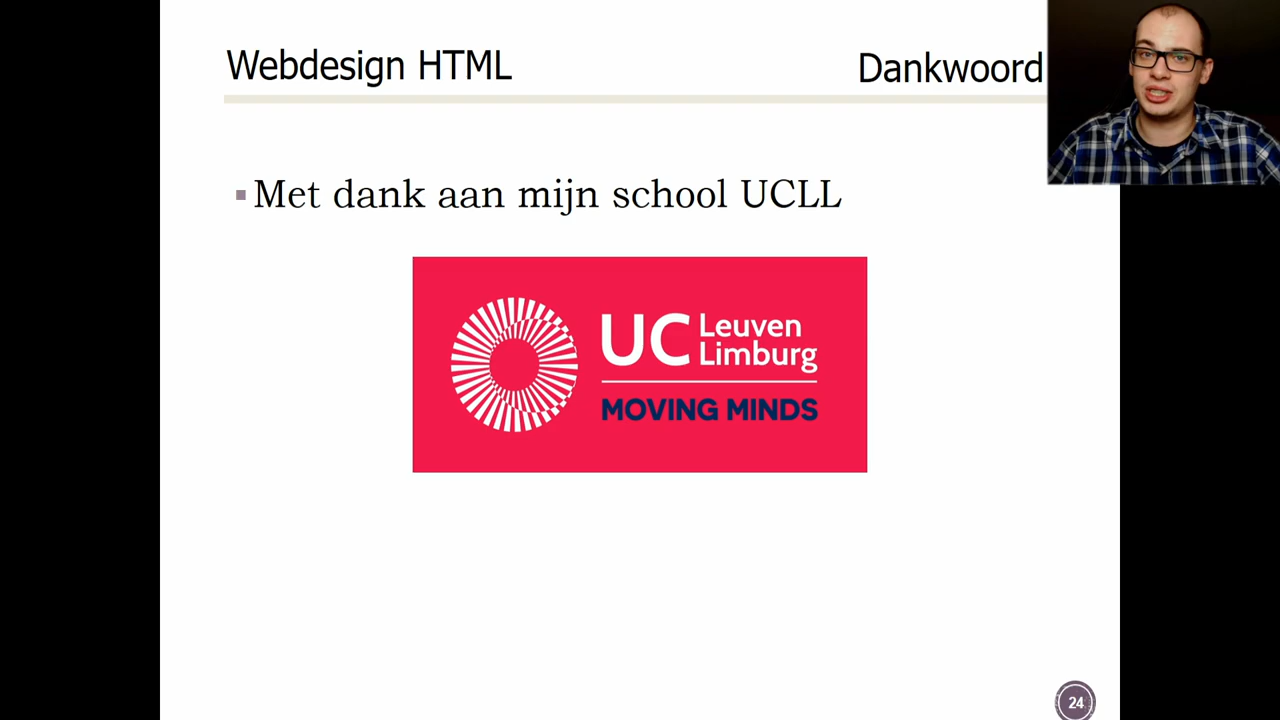 Webdesign HTML
Dankwoord
Met dank aan mijn school UCLL
UC Leuven
Limburg
MOVING MINDS
24